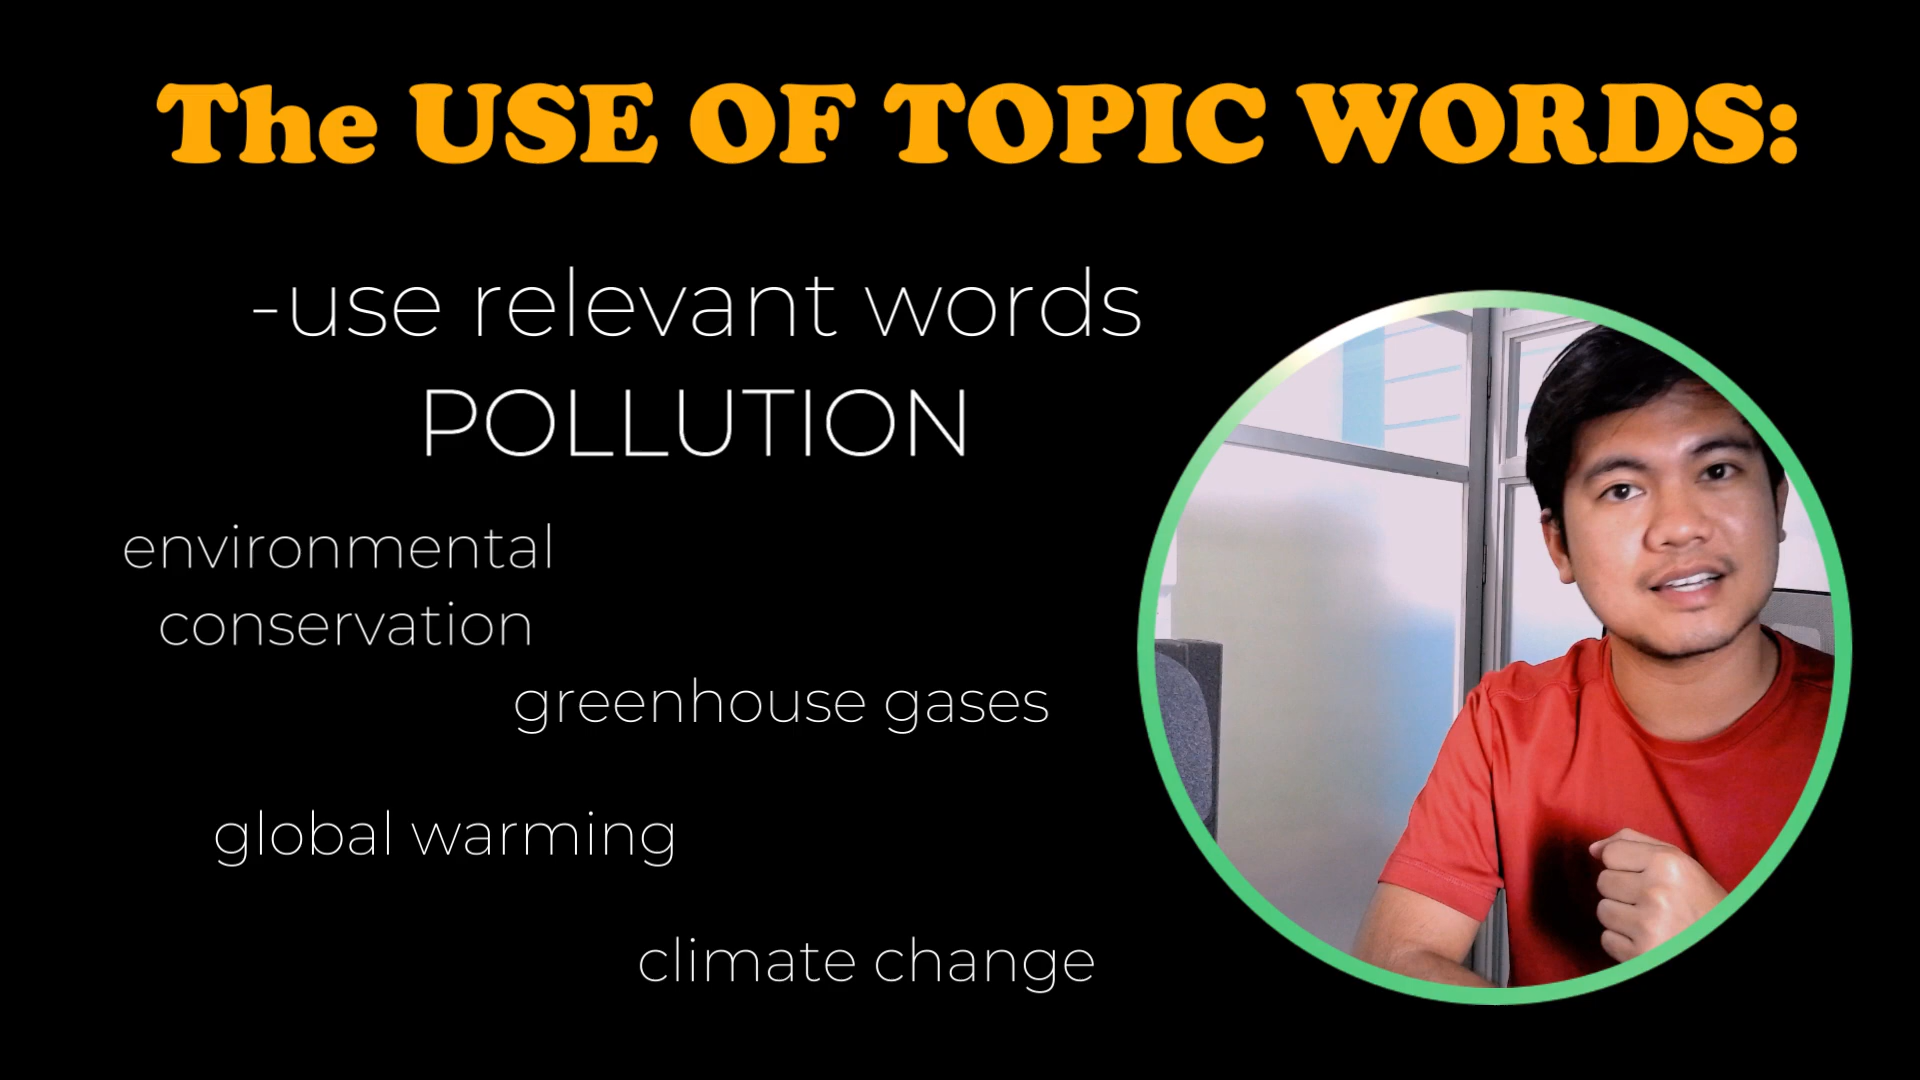 The USE OF TOPIC WORDS:
-use relevant words
POLLUTION
environmental
conservation
greenhouse gases
global warming
climate change